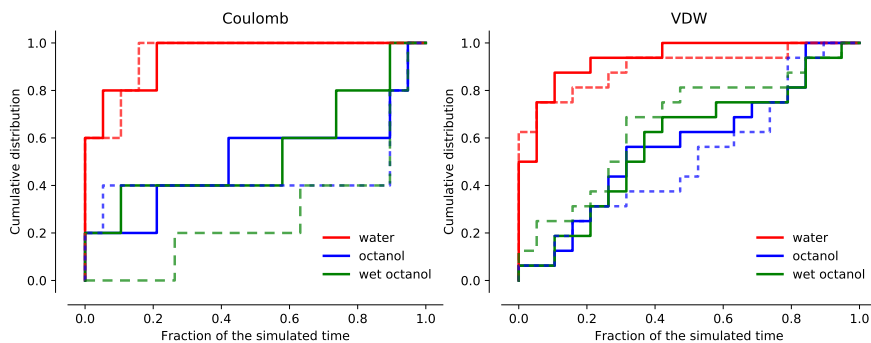 Coulomb
Cumulative distribution
1.0
0.8
0.6
0.4
0.2
0.0
water
octanol
wet octanol
0.0 0.2 0.4 0.6 0.8 1.0
Fraction of the simulated time
VDW
Cumulative distribution
1.0
0.8
0.6
0.4
0.2
0.0
water
octanol
wet octanol
0.0 0.2 0.4 0.6 0.8 1.0
Fraction of the simulated time